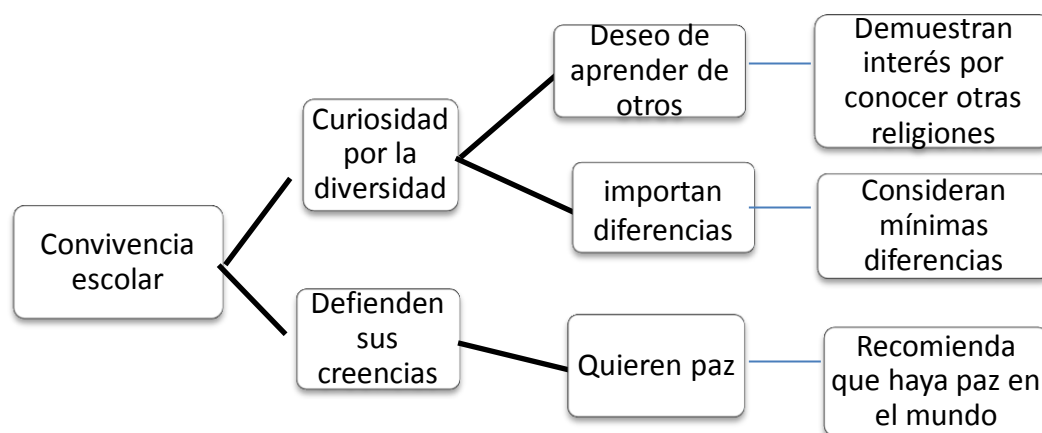 Convivencia
escolar
Curiosidad
por la
diversidad
Deseo de
aprender de
otros
Demuestran
interés por
conocer otras
religiones
importan
diferencias
Consideran
mínimas
diferencias
Defienden
sus
creencias
Quieren paz
Recomienda
que haya paz en
el mundo